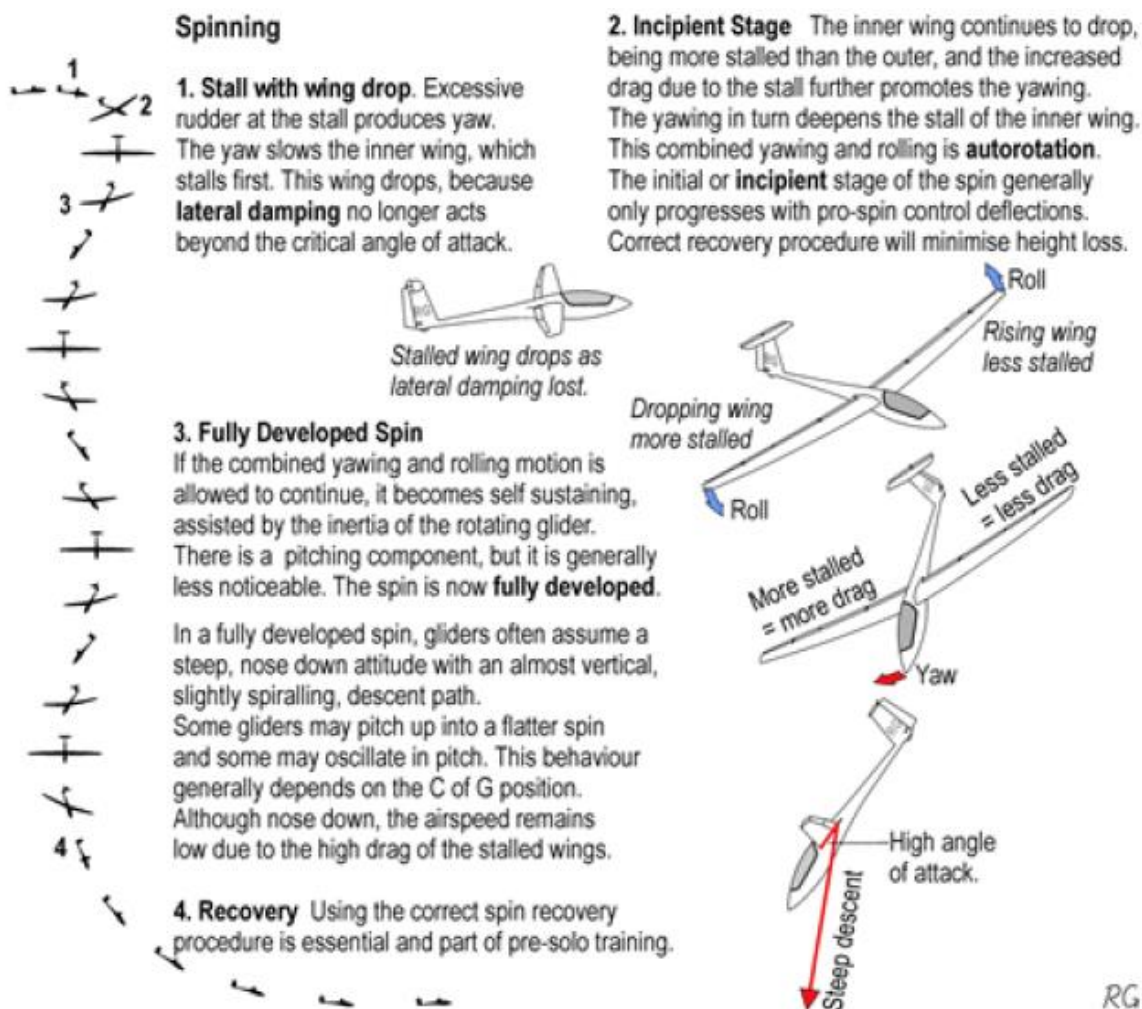 Spinning
1
2
3
4
1. Stall with wing drop. Excessive
rudder at the stall produces yaw.
The yaw slows the inner wing, which
stalls first. This wing drops, because
lateral damping no longer acts
beyond the critical angle of attack.
Stalled wing drops as
lateral damping lost.
2. Incipient Stage The inner wing continues to drop,
being more stalled than the outer, and the increased
drag due to the stall further promotes the yawing.
The yawing in turn deepens the stall of the inner wing.
This combined yawing and rolling is autorotation.
The initial or incipient stage of the spin generally
only progresses with pro-spin control deflections.
Correct recovery procedure will minimise height loss.
Roll
Rising wing
less stalled
Dropping wing
more stalled
Roll
3. Fully Developed Spin
If the combined yawing and rolling motion is
allowed to continue, it becomes self sustaining,
assisted by the inertia of the rotating glider.
There is a pitching component, but it is generally
less noticeable. The spin is now fully developed.
In a fully developed spin, gliders often assume a
steep, nose down attitude with an almost vertical,
slightly spiralling, descent path.
Some gliders may pitch up into a flatter spin
and some may oscillate in pitch. This behaviour
generally depends on the C of G position.
Although nose down, the airspeed remains
low due to the high drag of the stalled wings.
Less stalled
= less drag
More stalled
= more drag
Yaw
High angle
of attack.
Steep descent
4. Recovery Using the correct spin recovery
procedure is essential and part of pre-solo training.
RG